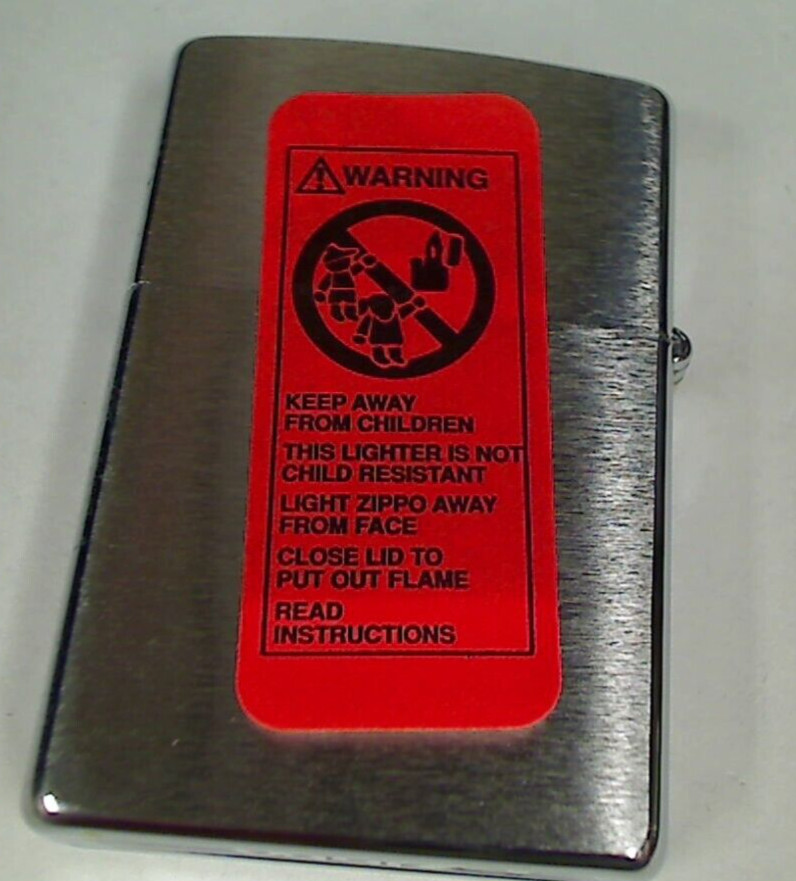 WARNING
KEEP AWAY
FROM CHILDREN
THIS LIGHTER IS NOT
CHILD RESISTANT
LIGHT ZIPPO AWAY
FROM FACE
CLOSE LID TO
PUT OUT FLAME
READ
INSTRUCTIONS